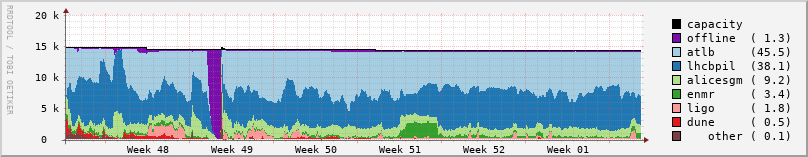 20 k
15 k
10 k
5 k
0
Week 48 Week 49 Week 50 Week 51 Week 52 Week 01
capacity
offline ( 1.3)
atlb (45.5)
lhcbpil (38.1)
alicesgm ( 9.2)
enmr ( 3.4)
ligo ( 1.8)
dune ( 0.5)
other ( 0.1)
RRDTOOL / TOBI OETIKER